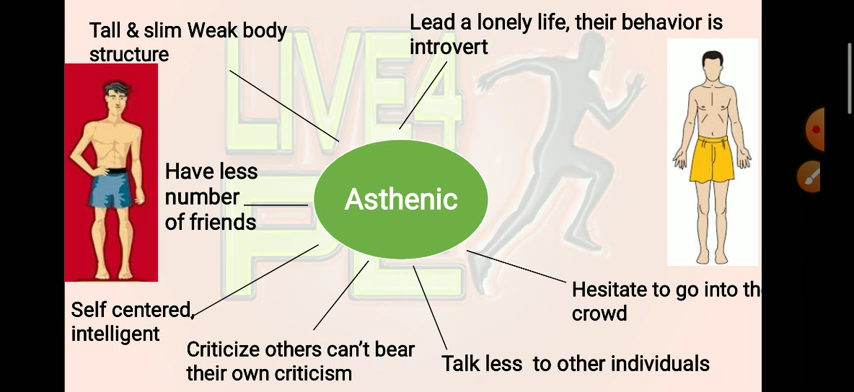 Tall & slim Weak body
structure
Lead a lonely life, their behavior is
introvert
LIVE4
PE
Have less
number
of friends
Asthenic
Self centered,
intelligent
Criticize others can't bear
their own criticism
Talk less to other individuals
Hesitate to go into th
crowd